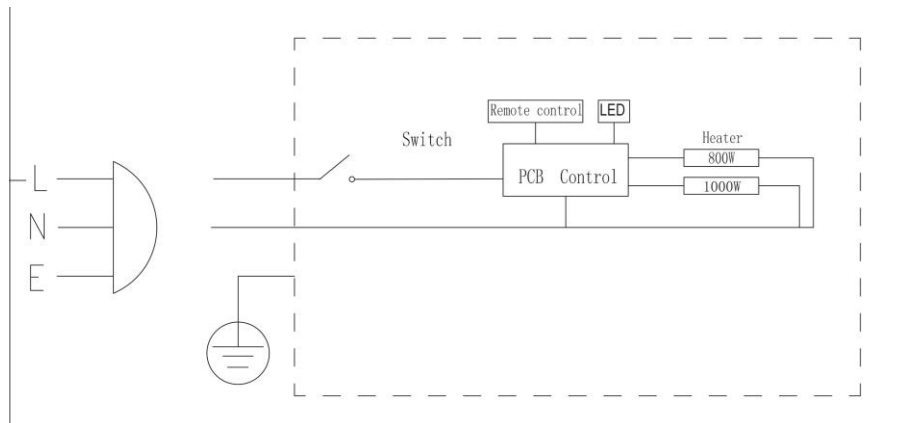 Remote control
LED
Switch
Heater
800W
L
PCB Control
1000W
N
E